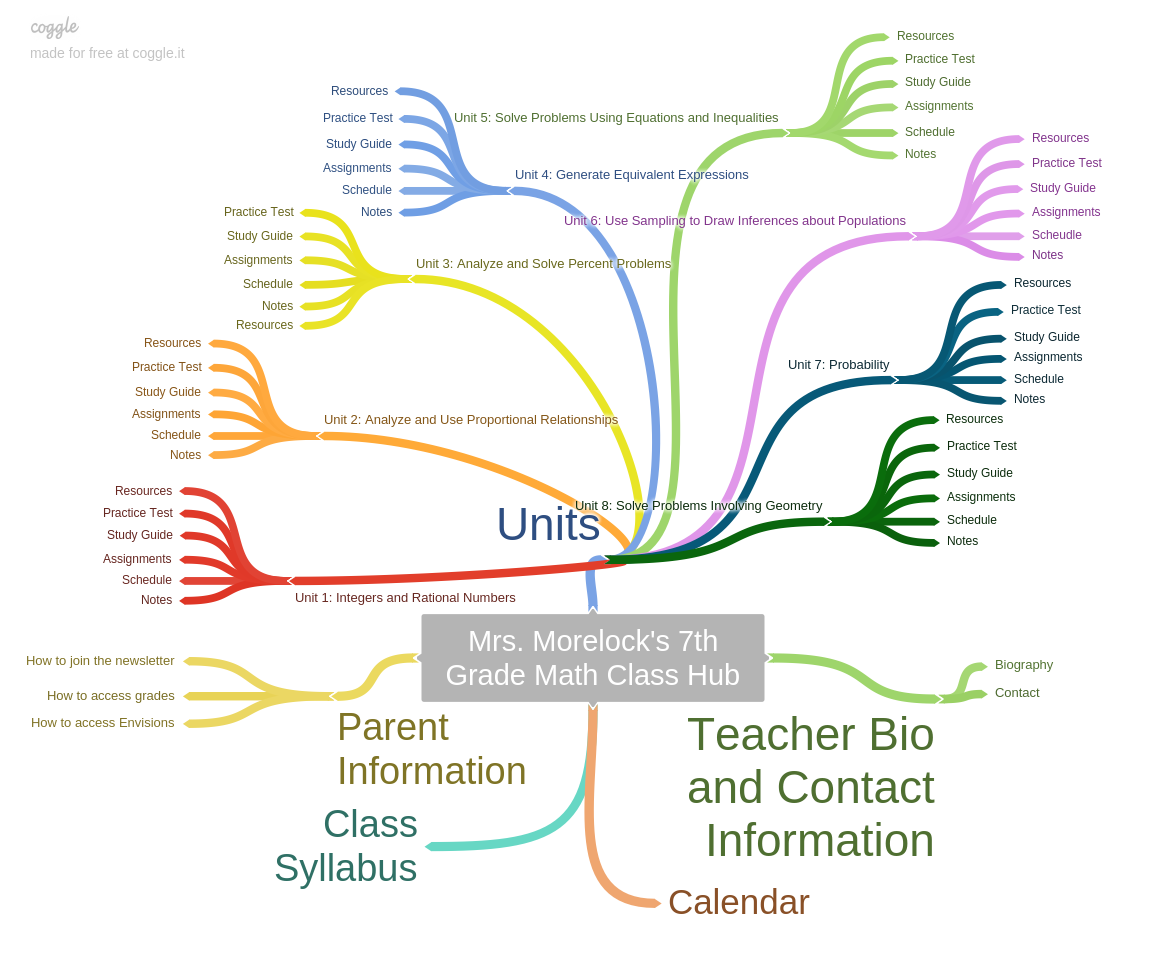 coggle
made for free at coggle.it
Resources
Practice Test
Study Guide
Assignments
Schedule
Notes
Unit 5: Solve Problems Using Equations and Inequalities
Resources
Practice Test
Study Guide
Assignments
Schedule
Notes
Unit 4: Generate Equivalent Expressions
Resources
Practice Test
Study Guide
Assignments
Scheudle
Notes
Unit 6: Use Sampling to Draw Inferences about Populations
Practice Test
Study Guide
Assignments
Schedule
Notes
Resources
Unit 3: Analyze and Solve Percent Problems
Resources
Practice Test
Study Guide
Assignments
Schedule
Notes
Unit 7: Probability
Resources
Practice Test
Study Guide
Assignments
Schedule
Notes
Unit 2: Analyze and Use Proportional Relationships
Resources
Practice Test
Study Guide
Assignments
Schedule
Notes
Unit 8: Solve Problems Involving Geometry
Units
Resources
Practice Test
Study Guide
Assignments
Schedule
Notes
Unit 1: Integers and Rational Numbers
Mrs. Morelock's 7th
Grade Math Class Hub
How to join the newsletter
How to access grades
How to access Envisions
Parent
Information
Biography
Contact
Teacher Bio
and Contact
Information
Class
Syllabus
Calendar